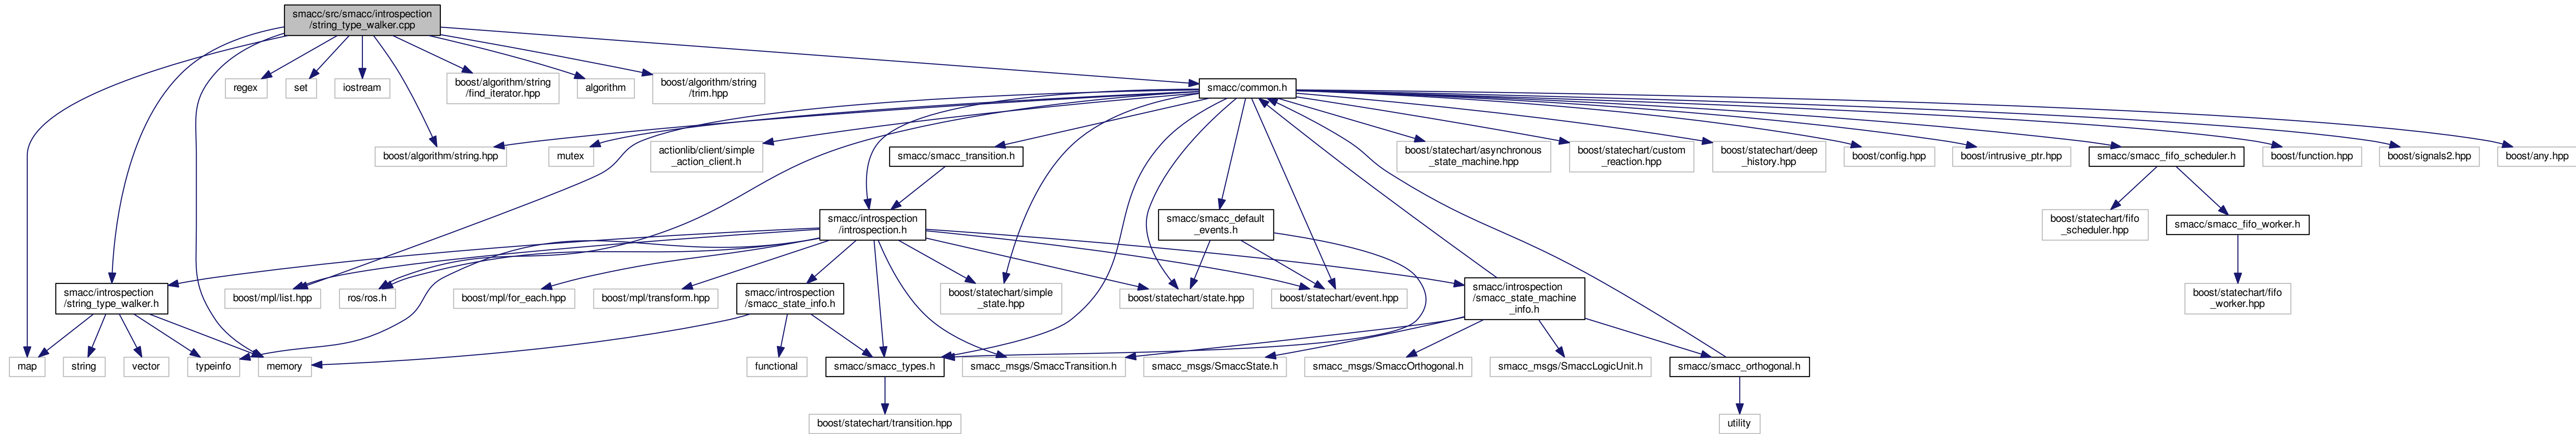 smacc/src/smacc/introspection
/string_type_walker.cpp
regex
set
iostream
boost/algorithm/string
/find_iterator.hpp
algorithm
boost/algorithm/string
/trim.hpp
smacc/common.h
boost/algorithm/string.hpp
mutex
actionlib/client/simple
_action_client.h
smacc/smacc_transition.h
boost/statechart/asynchronous
_state_machine.hpp
boost/statechart/custom
_reaction.hpp
boost/statechart/deep
_history.hpp
boost/config.hpp
boost/intrusive_ptr.hpp
smacc/smacc_fifo_scheduler.h
boost/function.hpp
boost/signals2.hpp
boost/any.hpp
smacc/introspection
/introspection.h
smacc/smacc_default
_events.h
boost/statechart/fifo
_scheduler.hpp
smacc/smacc_fifo_worker.h
smacc/introspection
/string_type_walker.h
boost/mpl/list.hpp
ros/ros.h
boost/mpl/for_each.hpp
boost/mpl/transform.hpp
smacc/introspection
/smacc_state_info.h
boost/statechart/simple
_state.hpp
boost/statechart/state.hpp
boost/statechart/event.hpp
smacc/introspection
/smacc_state_machine
_info.h
boost/statechart/fifo
_worker.hpp
map
string
vector
typeinfo
memory
functional
smacc/smacc_types.h
smacc_msgs/SmaccTransition.h
smacc_msgs/SmaccState.h
smacc_msgs/SmaccOrthogonal.h
smacc_msgs/SmaccLogicUnit.h
smacc/smacc_orthogonal.h
boost/statechart/transition.hpp
utility